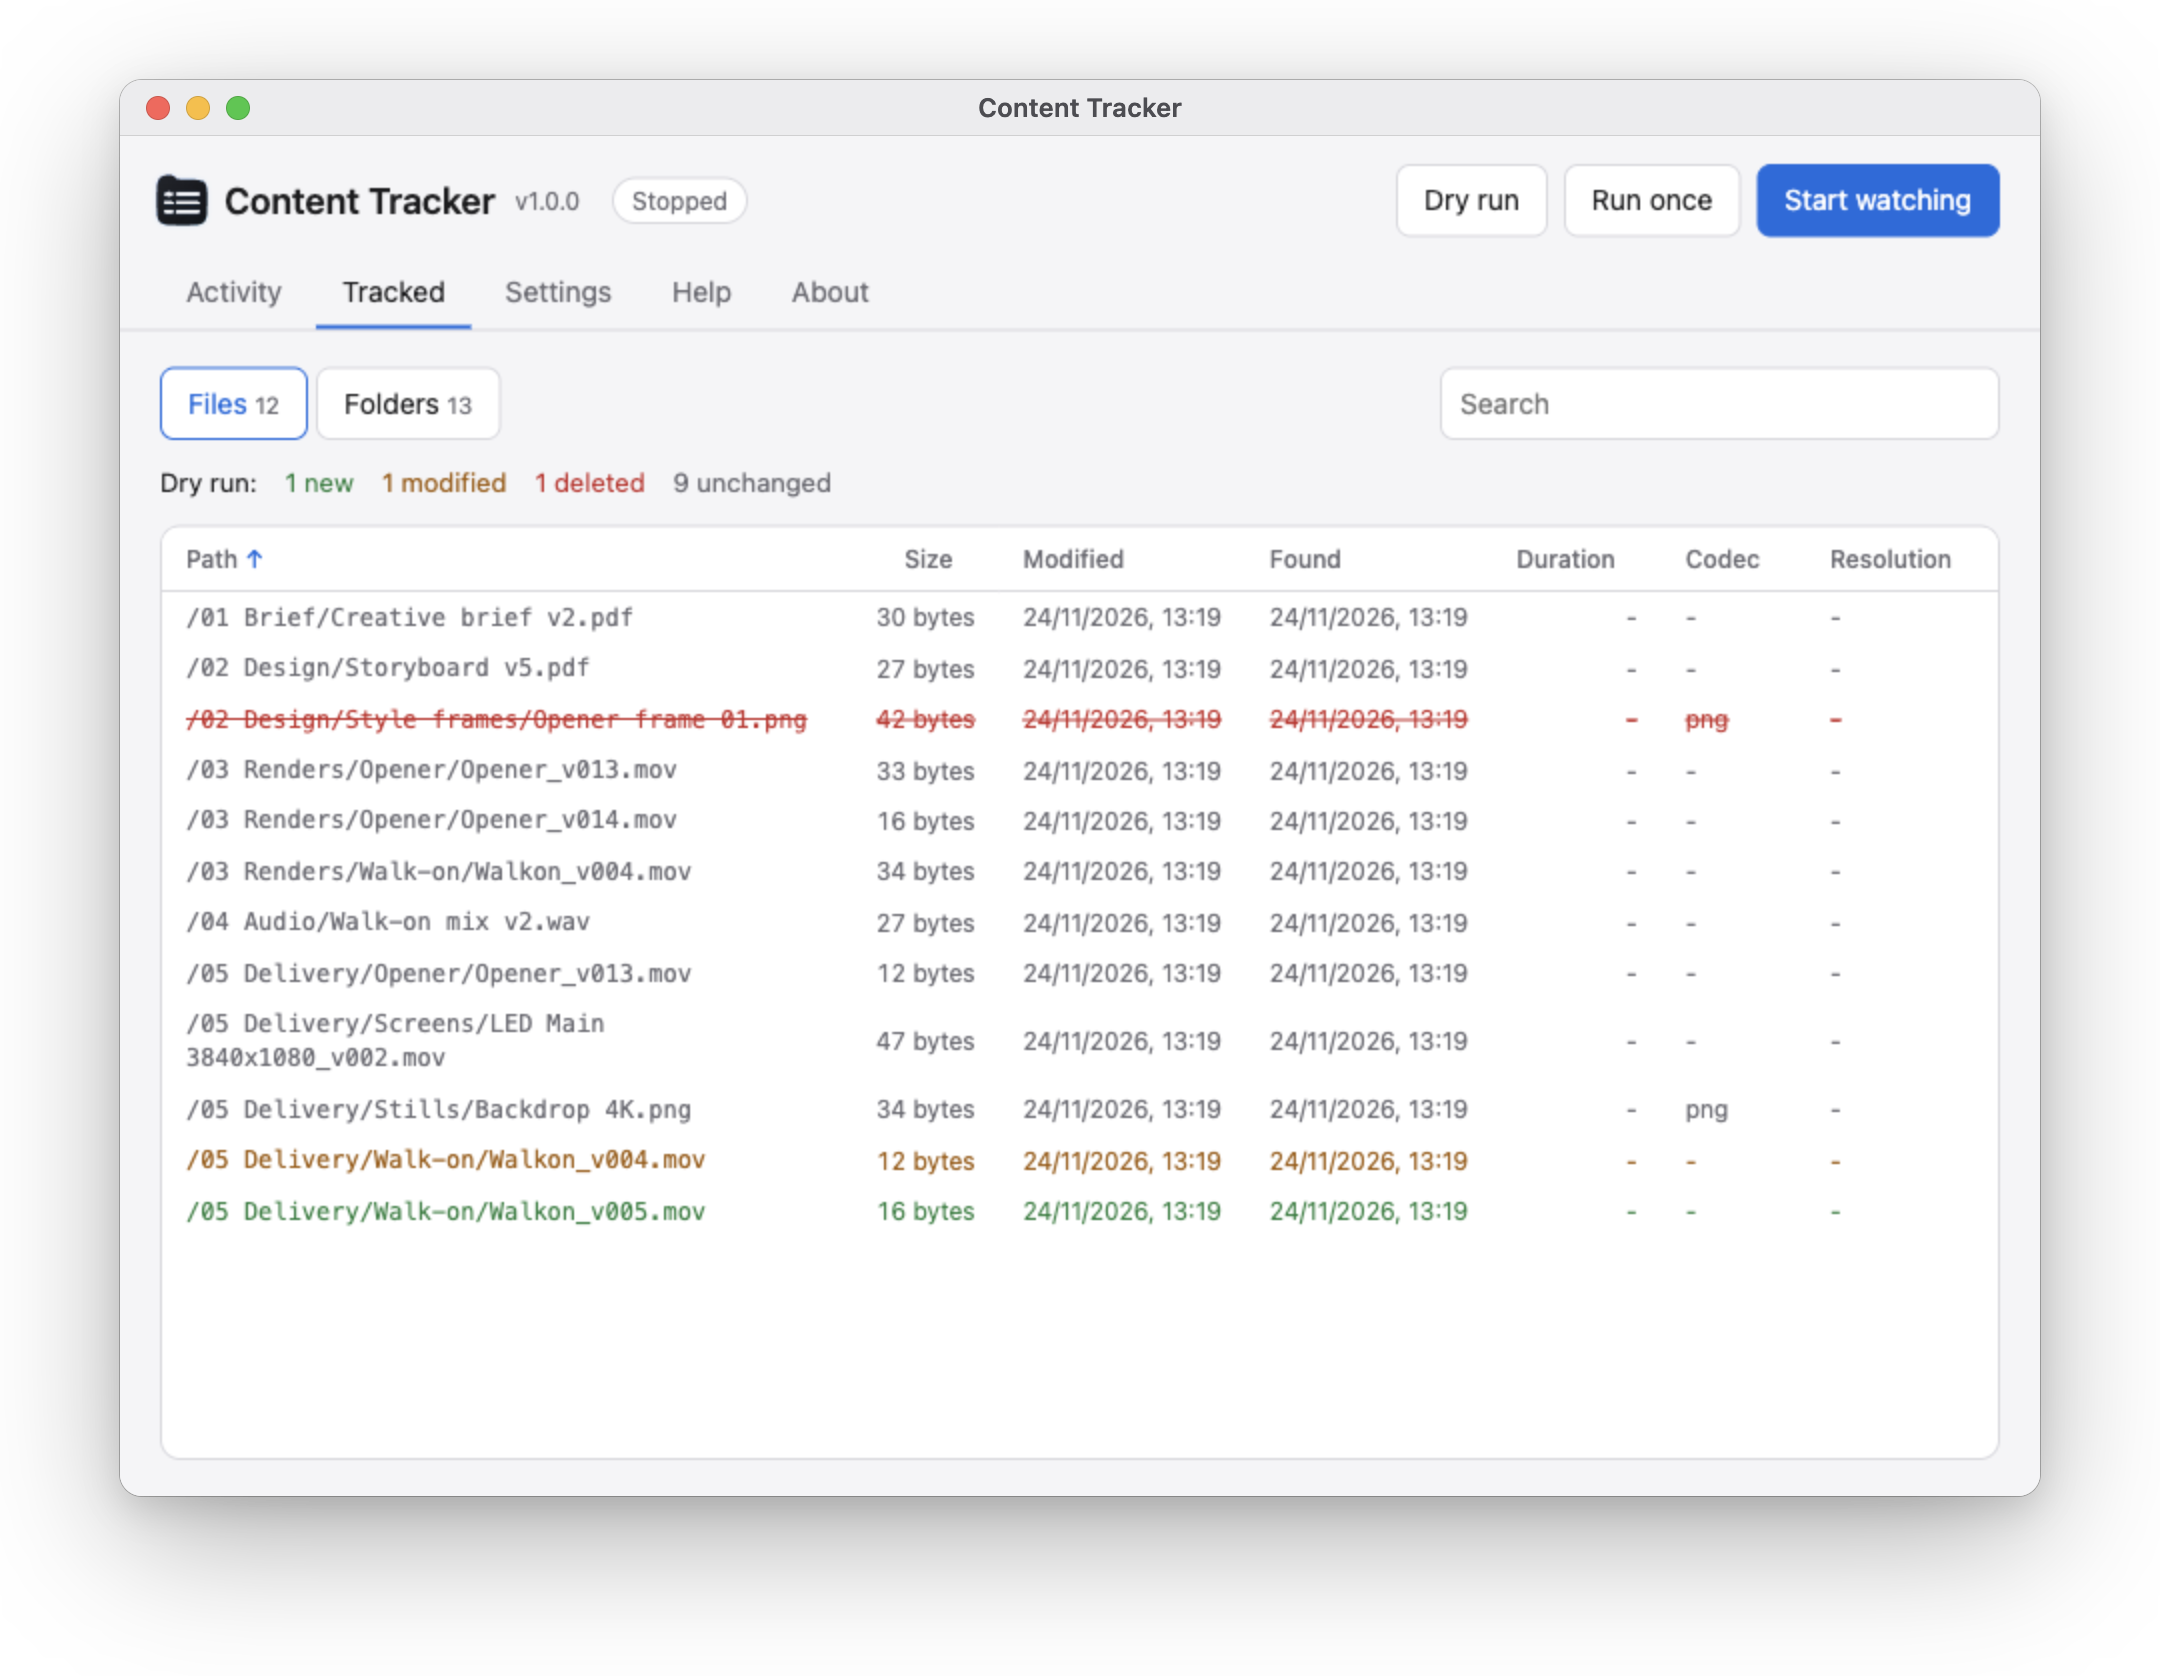 Content Tracker
Content Tracker v1.0.0 Stopped Dry run Run once Start watching
Activity Tracked Settings Help About
Files 12 Folders 13 Search
Dry run: 1 new 1 modified 1 deleted 9 unchanged
Path ↑ Size Modified Found Duration Codec Resolution
/01 Brief/Creative brief v2.pdf 30 bytes 24/11/2026, 13:19 24/11/2026, 13:19 - - -
/02 Design/Storyboard v5.pdf 27 bytes 24/11/2026, 13:19 24/11/2026, 13:19 - - -
/02 Design/Style frames/Opener frame 01.png 42 bytes 24/11/2026, 13:19 24/11/2026, 13:19 - png -
/03 Renders/Opener/Opener_v013.mov 33 bytes 24/11/2026, 13:19 24/11/2026, 13:19 - - -
/03 Renders/Opener/Opener_v014.mov 16 bytes 24/11/2026, 13:19 24/11/2026, 13:19 - - -
/03 Renders/Walk-on/Walkon_v004.mov 34 bytes 24/11/2026, 13:19 24/11/2026, 13:19 - - -
/04 Audio/Walk-on mix v2.wav 27 bytes 24/11/2026, 13:19 24/11/2026, 13:19 - - -
/05 Delivery/Opener/Opener_v013.mov 12 bytes 24/11/2026, 13:19 24/11/2026, 13:19 - - -
/05 Delivery/Screens/LED Main
3840x1080_v002.mov 47 bytes 24/11/2026, 13:19 24/11/2026, 13:19 - - -
/05 Delivery/Stills/Backdrop 4K.png 34 bytes 24/11/2026, 13:19 24/11/2026, 13:19 - png -
/05 Delivery/Walk-on/Walkon_v004.mov 12 bytes 24/11/2026, 13:19 24/11/2026, 13:19 - - -
/05 Delivery/Walk-on/Walkon_v005.mov 16 bytes 24/11/2026, 13:19 24/11/2026, 13:19 - - -